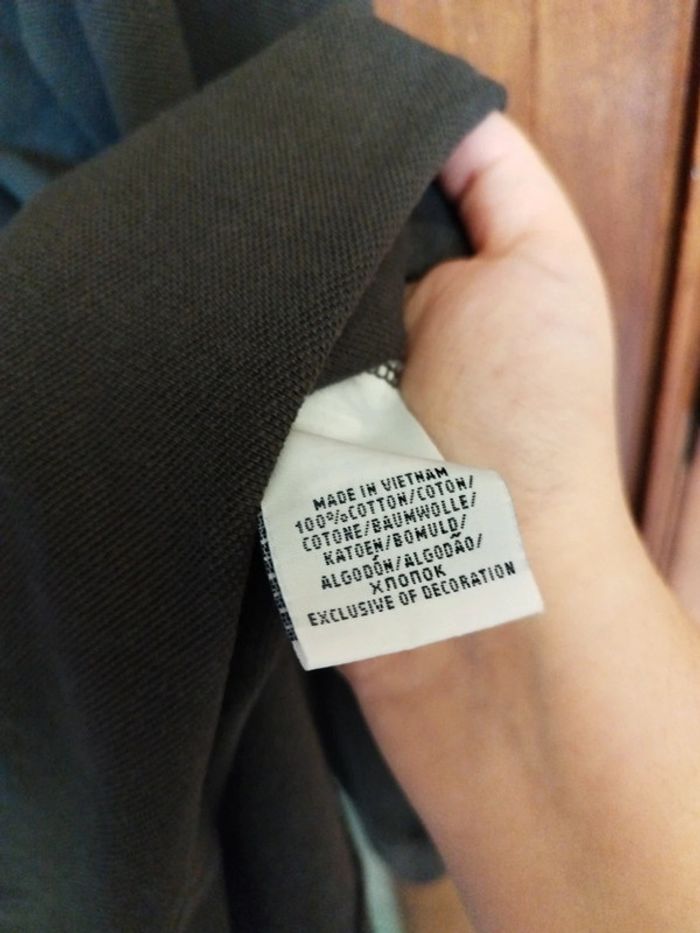 MADE IN VIETNAM
100%COTTON/COTON/
COTONE/BAUMWOLLE/
KATOEN/BOMULD/
ALGODÓN/ALGODÃO/
ХЛОПОК
EXCLUSIVE OF DECORATION